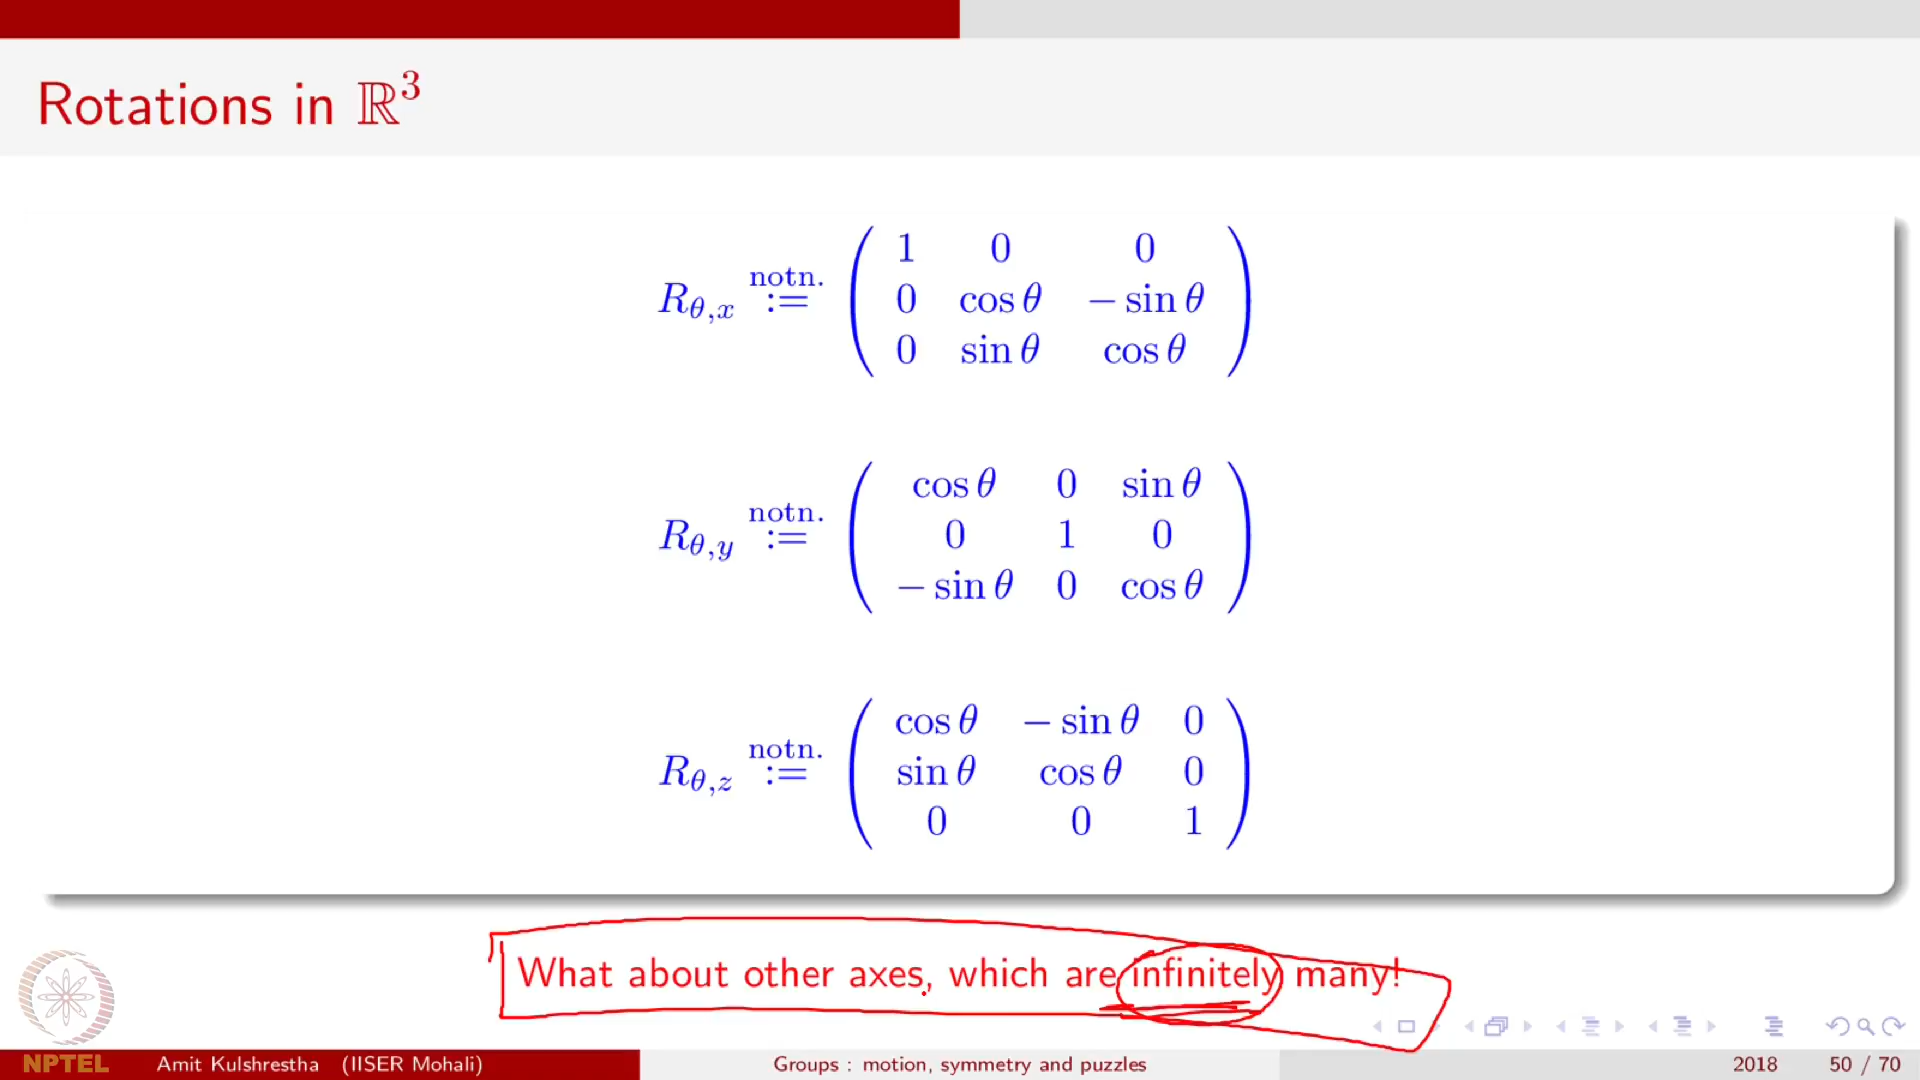 Rotations in ℝ³
R_{θ,x} notn. := ( 1 0 0
0 cos θ − sin θ
0 sin θ cos θ )
R_{θ,y} notn. := ( cos θ 0 sin θ
0 1 0
− sin θ 0 cos θ )
R_{θ,z} notn. := ( cos θ − sin θ 0
sin θ cos θ 0
0 0 1 )
What about other axes, which are infinitely many!
NPTEL Amit Kulshrestha (IISER Mohali) Groups : motion, symmetry and puzzles 2018 50 / 70